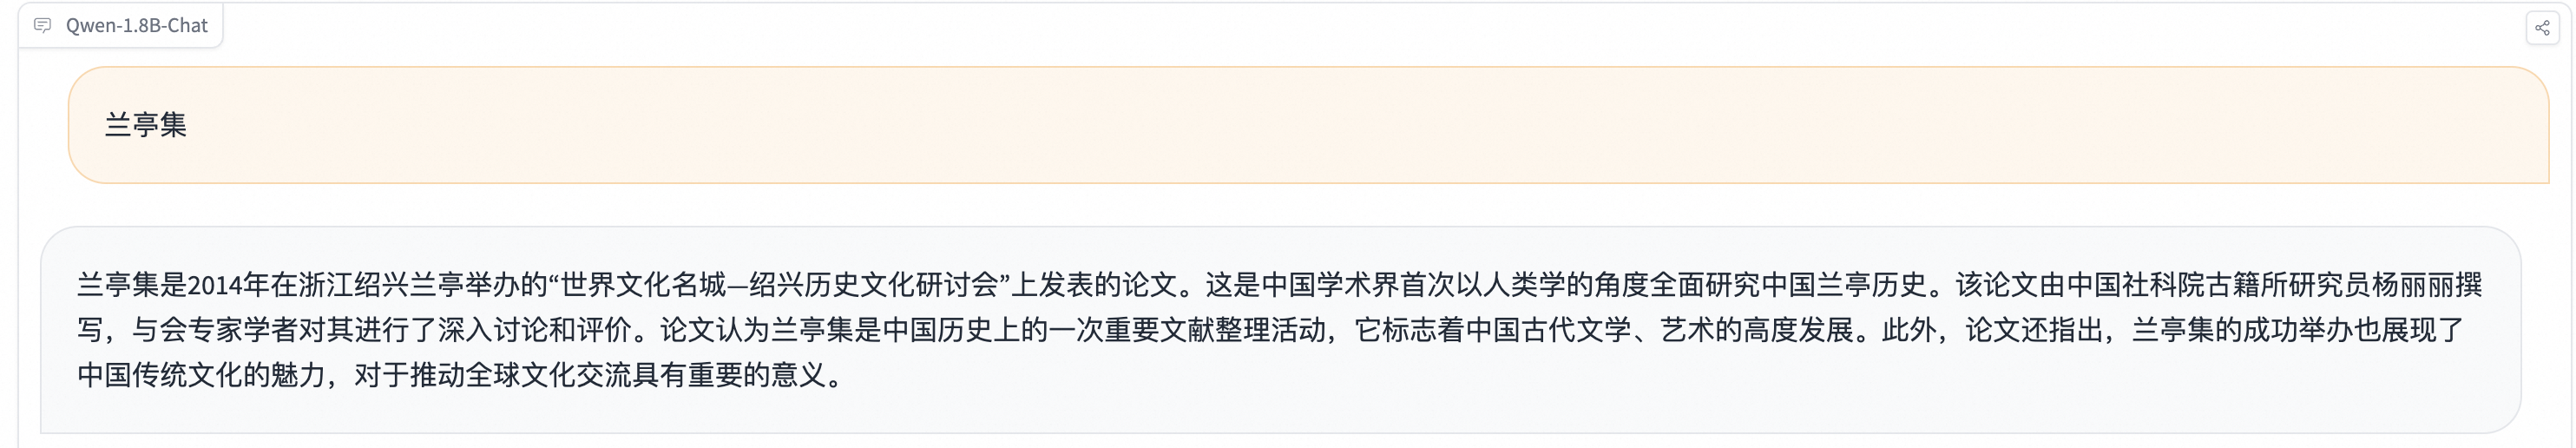 Qwen-1.8B-Chat
兰亭集
兰亭集是2014年在浙江绍兴兰亭举办的“世界文化名城—绍兴历史文化研讨会”上发表的论文。这是中国学术界首次以人类学的角度全面研究中国兰亭历史。该论文由中国社科院古籍所研究员杨丽丽撰
写，与会专家学者对其进行了深入讨论和评价。论文认为兰亭集是中国历史上的一次重要文献整理活动，它标志着中国古代文学、艺术的高度发展。此外，论文还指出，兰亭集的成功举办也展现了
中国传统文化的魅力，对于推动全球文化交流具有重要的意义。